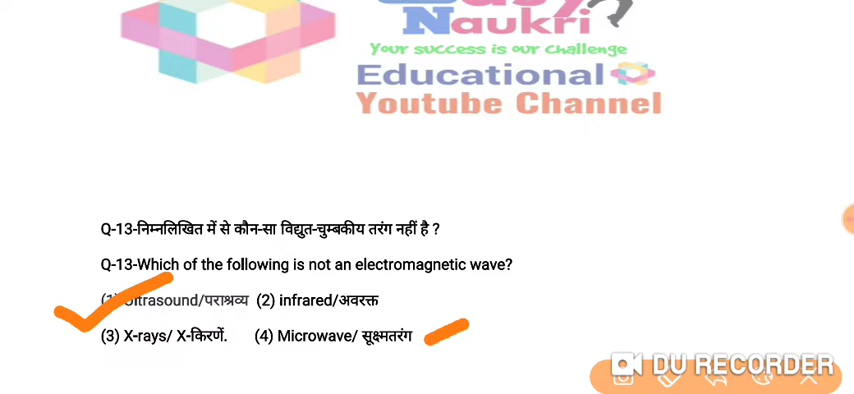 Naukri
Your success is our challenge
Educational
Youtube Channel
Q-13-निम्नलिखित में से कौन-सा विद्युत-चुम्बकीय तरंग नहीं है ?
Q-13-Which of the following is not an electromagnetic wave?
(1) Ultrasound/पराश्रव्य (2) infrared/अवरक्त
(3) X-rays/ X-किरणें. (4) Microwave/ सूक्ष्मतरंग
DU RECORDER